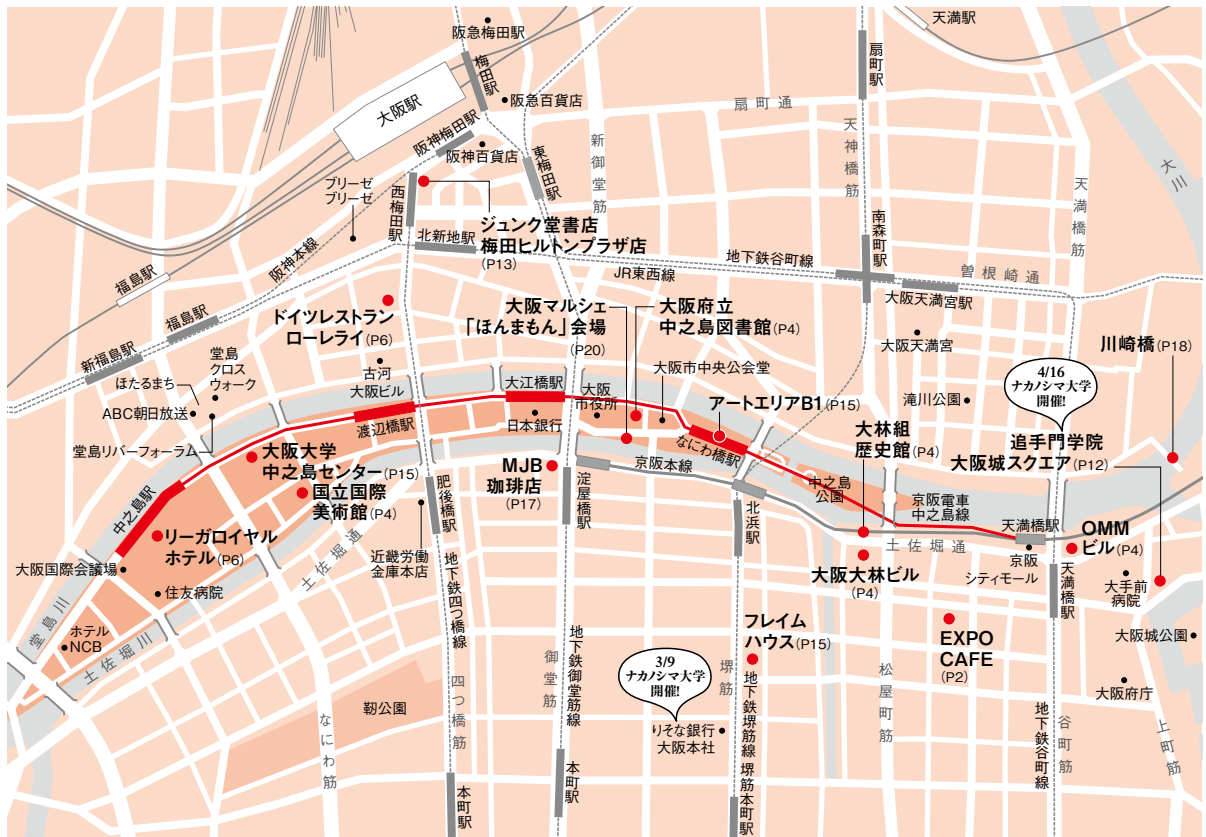 天満駅
阪急梅田駅
梅田駅
阪急百貨店
大阪駅
扇町駅
扇町通
阪神梅田駅
阪神百貨店
東梅田駅
新御堂筋
天神橋筋
大川
天満橋筋
ブリーゼ
ブリーゼ
西梅田駅
ジュンク堂書店
梅田ヒルトンプラザ店
(P13)
北新地駅
阪神本線
南森町駅
地下鉄谷町線
JR東西線
曽根崎通
大阪天満宮駅
福島駅
福島駅
新福島駅
ドイツレストラン
ローレライ(P6)
大阪マルシェ
「ほんまもん」会場
(P20)
大阪府立
中之島図書館(P4)
大阪天満宮
川崎橋(P18)
堂島
クロス
ウォーク
ほたるまち
ABC朝日放送
堂島リバーフォーラム
古河
大阪ビル
大江橋駅
大阪
市役所
大阪市中央公会堂
アートエリアB1(P15)
滝川公園
4/16
ナカノシマ大学
開催!
追手門学院
大阪城スクエア(P12)
渡辺橋駅
日本銀行
なにわ橋駅
大林組
歴史館(P4)
大阪大学
中之島センター(P15)
国立国際
美術館(P4)
MJB
珈琲店
(P17)
淀屋橋駅
京阪本線
中之島
公園
京阪電車
中之島線
中之島駅
肥後橋駅
北浜駅
天満橋駅
土佐堀通
OMM
ビル(P4)
リーガロイヤル
ホテル(P6)
近畿労働
金庫本店
土佐堀通
大阪大林ビル
(P4)
京阪
シティモール
天満橋駅
大手前
病院
大阪国際会議場
住友病院
堂島川
ホテル
NCB
土佐堀川
地下鉄四つ橋線
地下鉄御堂筋線
御堂筋
フレイム
ハウス(P15)
EXPO
CAFE
(P2)
大阪城公園
3/9
ナカノシマ大学
開催!
堺筋
地下鉄堺筋線
松屋町筋
大阪府庁
靭公園
四つ橋筋
なにわ筋
りそな銀行
大阪本社
地下鉄谷町線
谷町筋
上町筋
本町駅
本町駅
堺筋本町駅